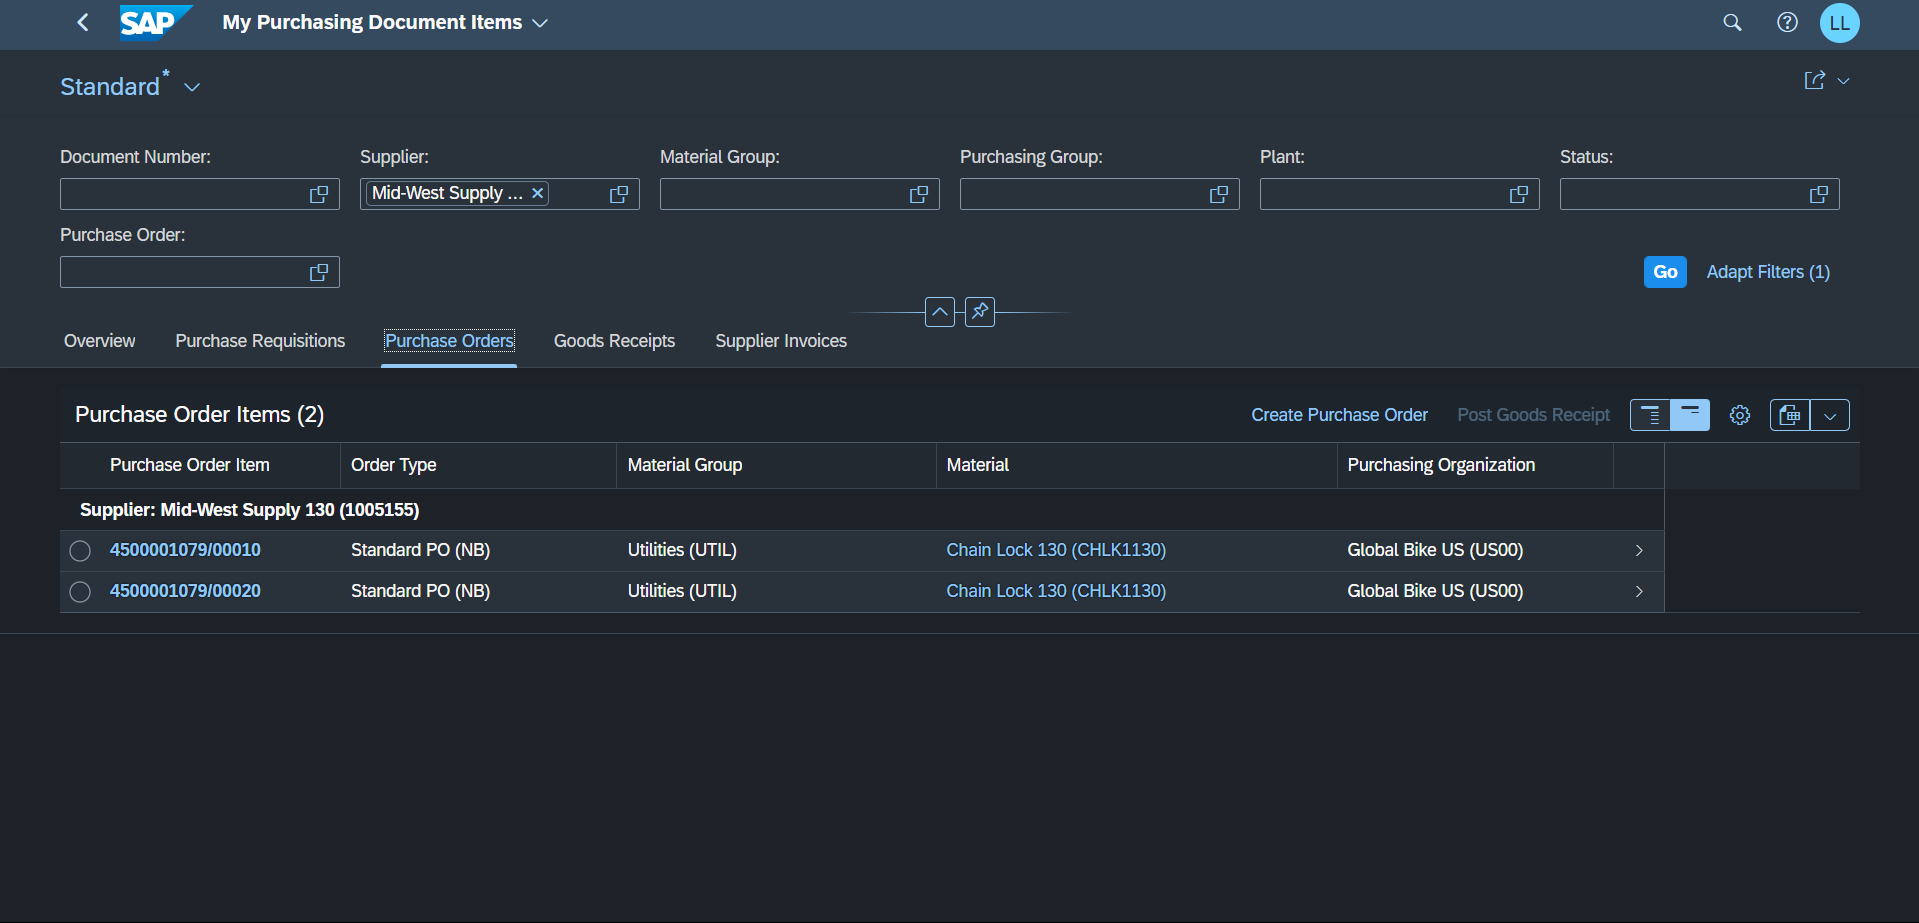 SAP My Purchasing Document Items LL
Standard*
Document Number: Supplier: Material Group: Purchasing Group: Plant: Status:
Mid-West Supply ...
Purchase Order:
Go Adapt Filters (1)
Overview Purchase Requisitions Purchase Orders Goods Receipts Supplier Invoices
Purchase Order Items (2) Create Purchase Order Post Goods Receipt
Purchase Order Item Order Type Material Group Material Purchasing Organization
Supplier: Mid-West Supply 130 (1005155)
4500001079/00010 Standard PO (NB) Utilities (UTIL) Chain Lock 130 (CHLK1130) Global Bike US (US00)
4500001079/00020 Standard PO (NB) Utilities (UTIL) Chain Lock 130 (CHLK1130) Global Bike US (US00)